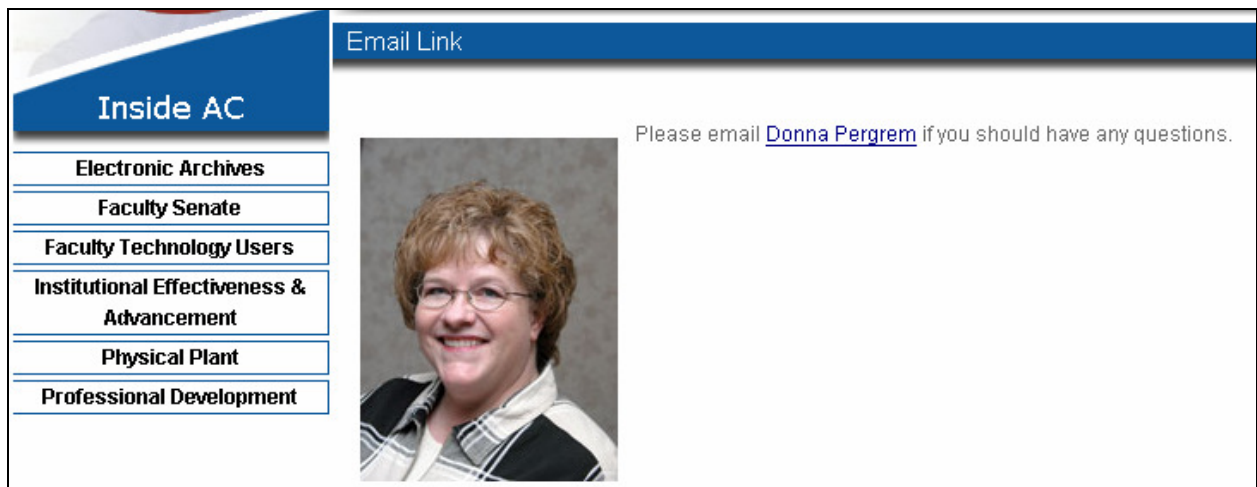 Email Link
Inside AC
Please email Donna Pergrem if you should have any questions.
Electronic Archives
Faculty Senate
Faculty Technology Users
Institutional Effectiveness &
Advancement
Physical Plant
Professional Development